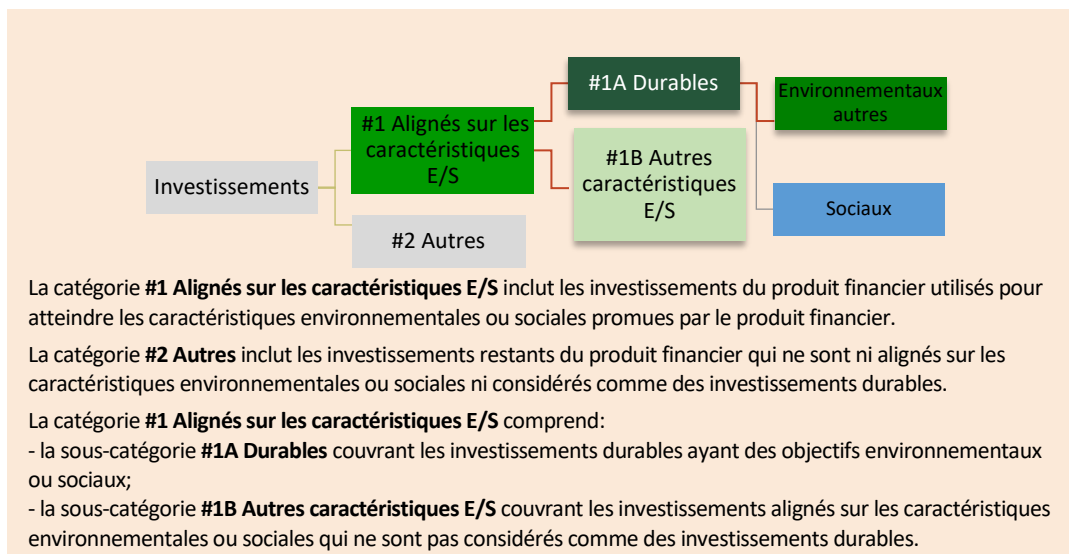 #1A Durables
Environnementaux
autres
#1 Alignés sur les
caractéristiques
E/S
#1B Autres
caractéristiques
E/S
Investissements
Sociaux
#2 Autres
La catégorie #1 Alignés sur les caractéristiques E/S inclut les investissements du produit financier utilisés pour
atteindre les caractéristiques environnementales ou sociales promues par le produit financier.
La catégorie #2 Autres inclut les investissements restants du produit financier qui ne sont ni alignés sur les
caractéristiques environnementales ou sociales ni considérés comme des investissements durables.
La catégorie #1 Alignés sur les caractéristiques E/S comprend:
- la sous-catégorie #1A Durables couvrant les investissements durables ayant des objectifs environnementaux
ou sociaux;
- la sous-catégorie #1B Autres caractéristiques E/S couvrant les investissements alignés sur les caractéristiques
environnementales ou sociales qui ne sont pas considérés comme des investissements durables.